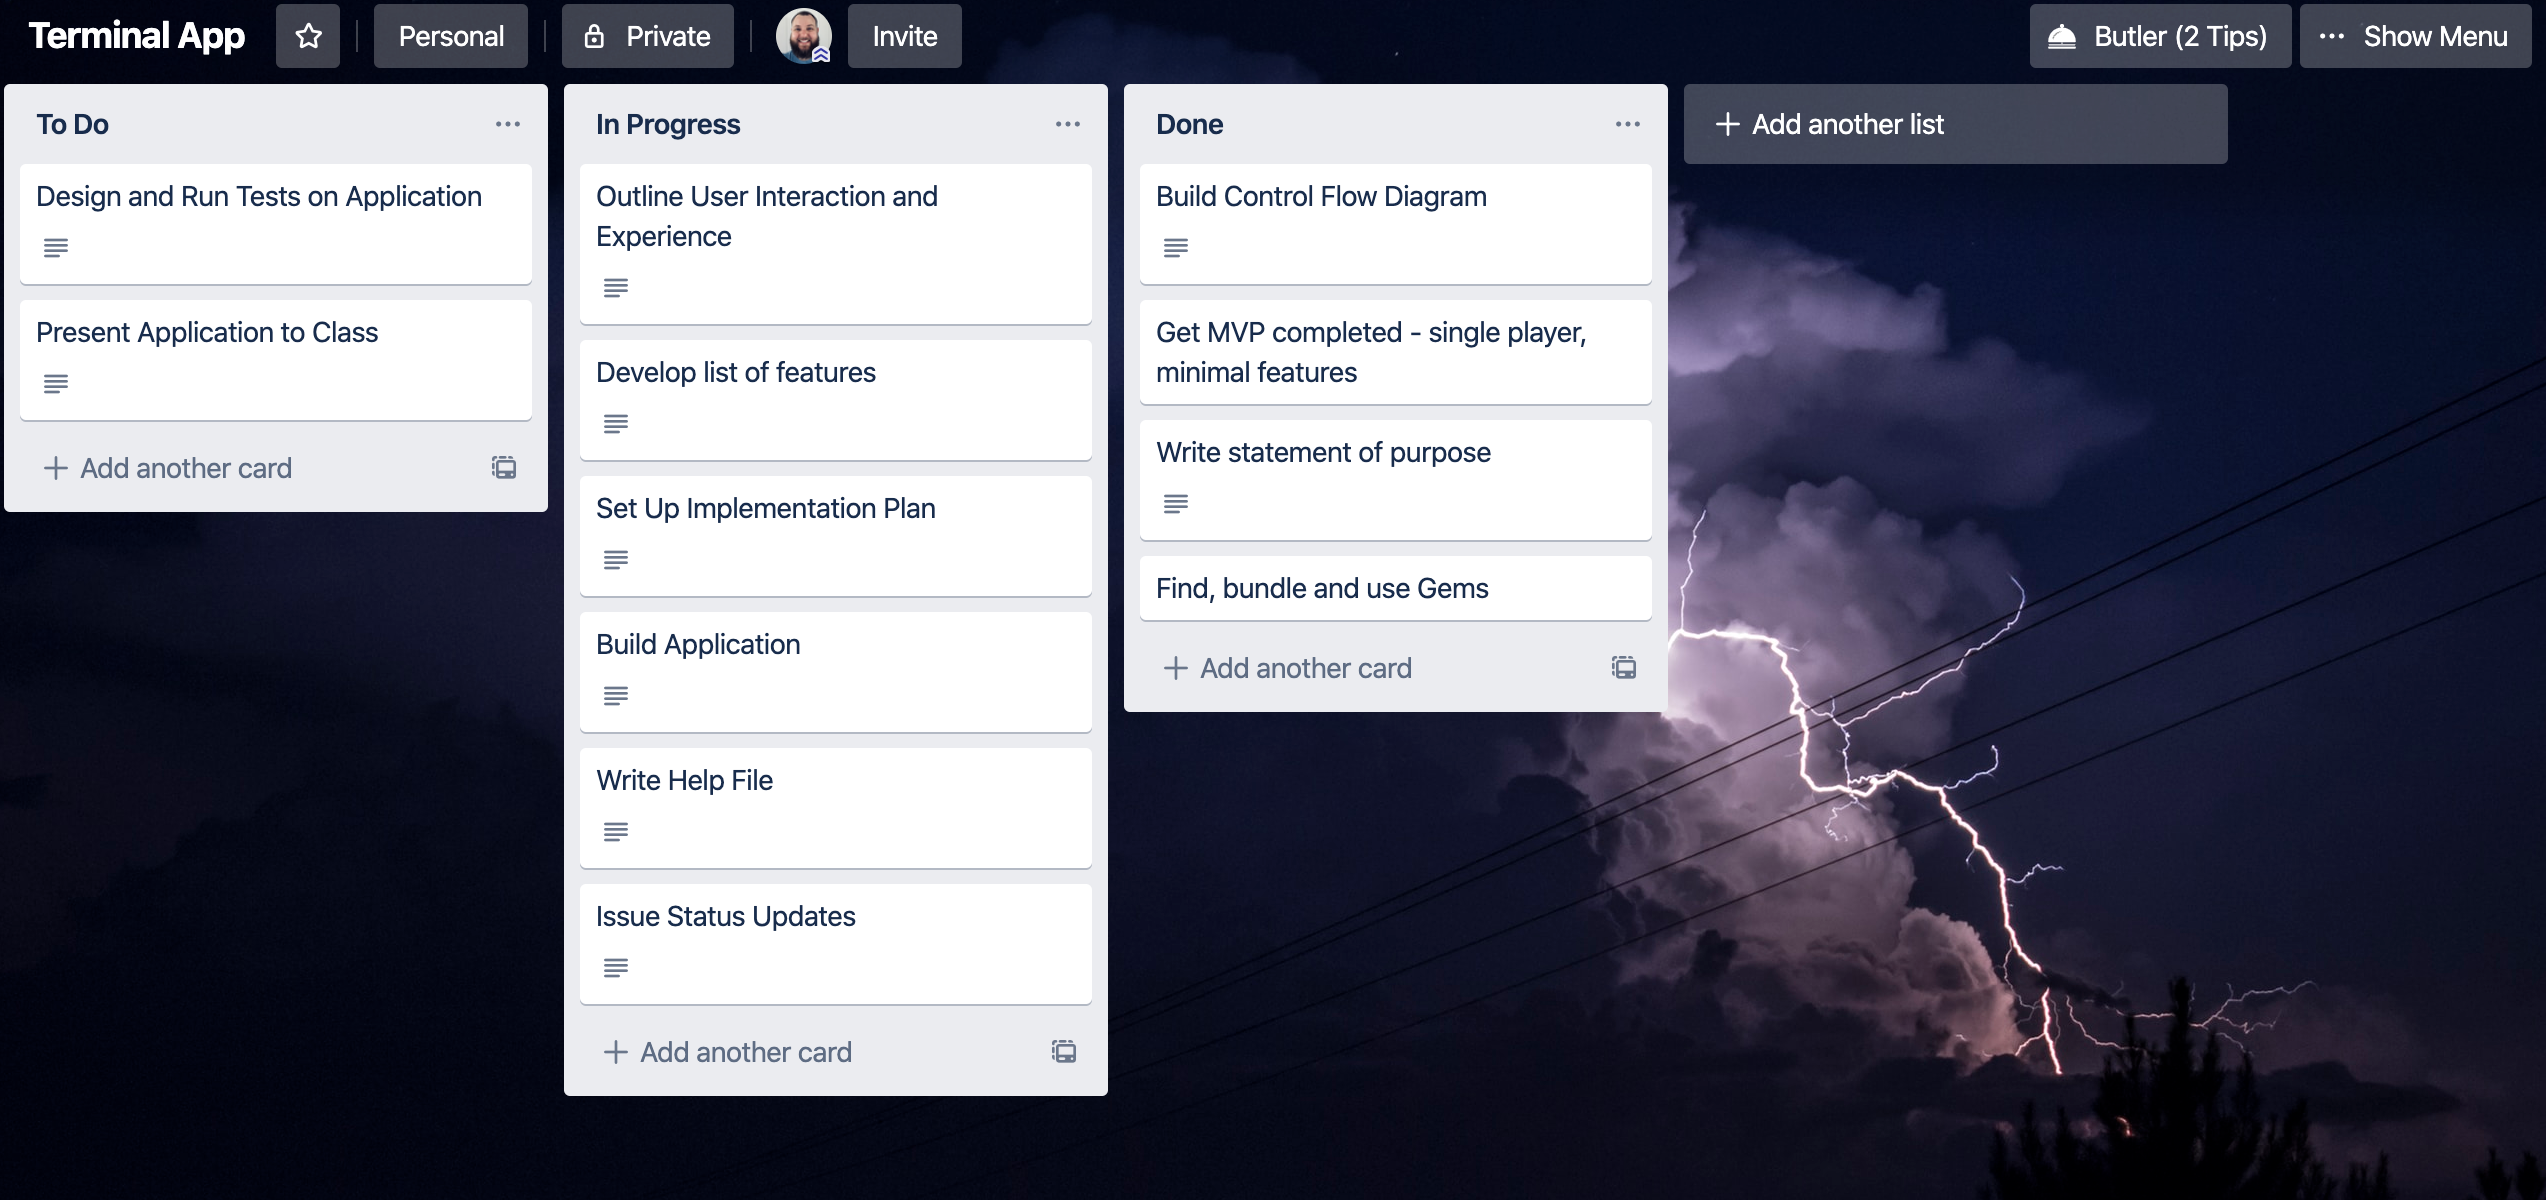 Terminal App
Personal
Private
Invite
Butler (2 Tips)
Show Menu
To Do
Design and Run Tests on Application
Present Application to Class
Add another card
In Progress
Outline User Interaction and
Experience
Develop list of features
Set Up Implementation Plan
Build Application
Write Help File
Issue Status Updates
Add another card
Done
Build Control Flow Diagram
Get MVP completed - single player,
minimal features
Write statement of purpose
Find, bundle and use Gems
Add another card
Add another list